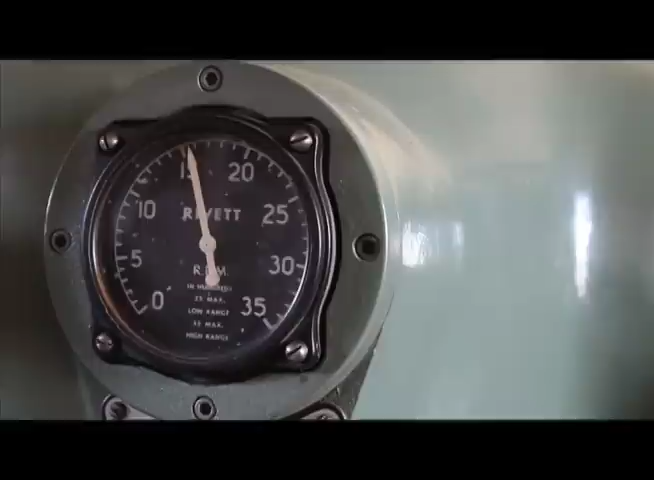 15 20
10 RIVETT 25
R.P.M.
5 30
IN HUNDREDS
0 25 MAX. 35
LOW RANGE
35 MAX.
HIGH RANGE